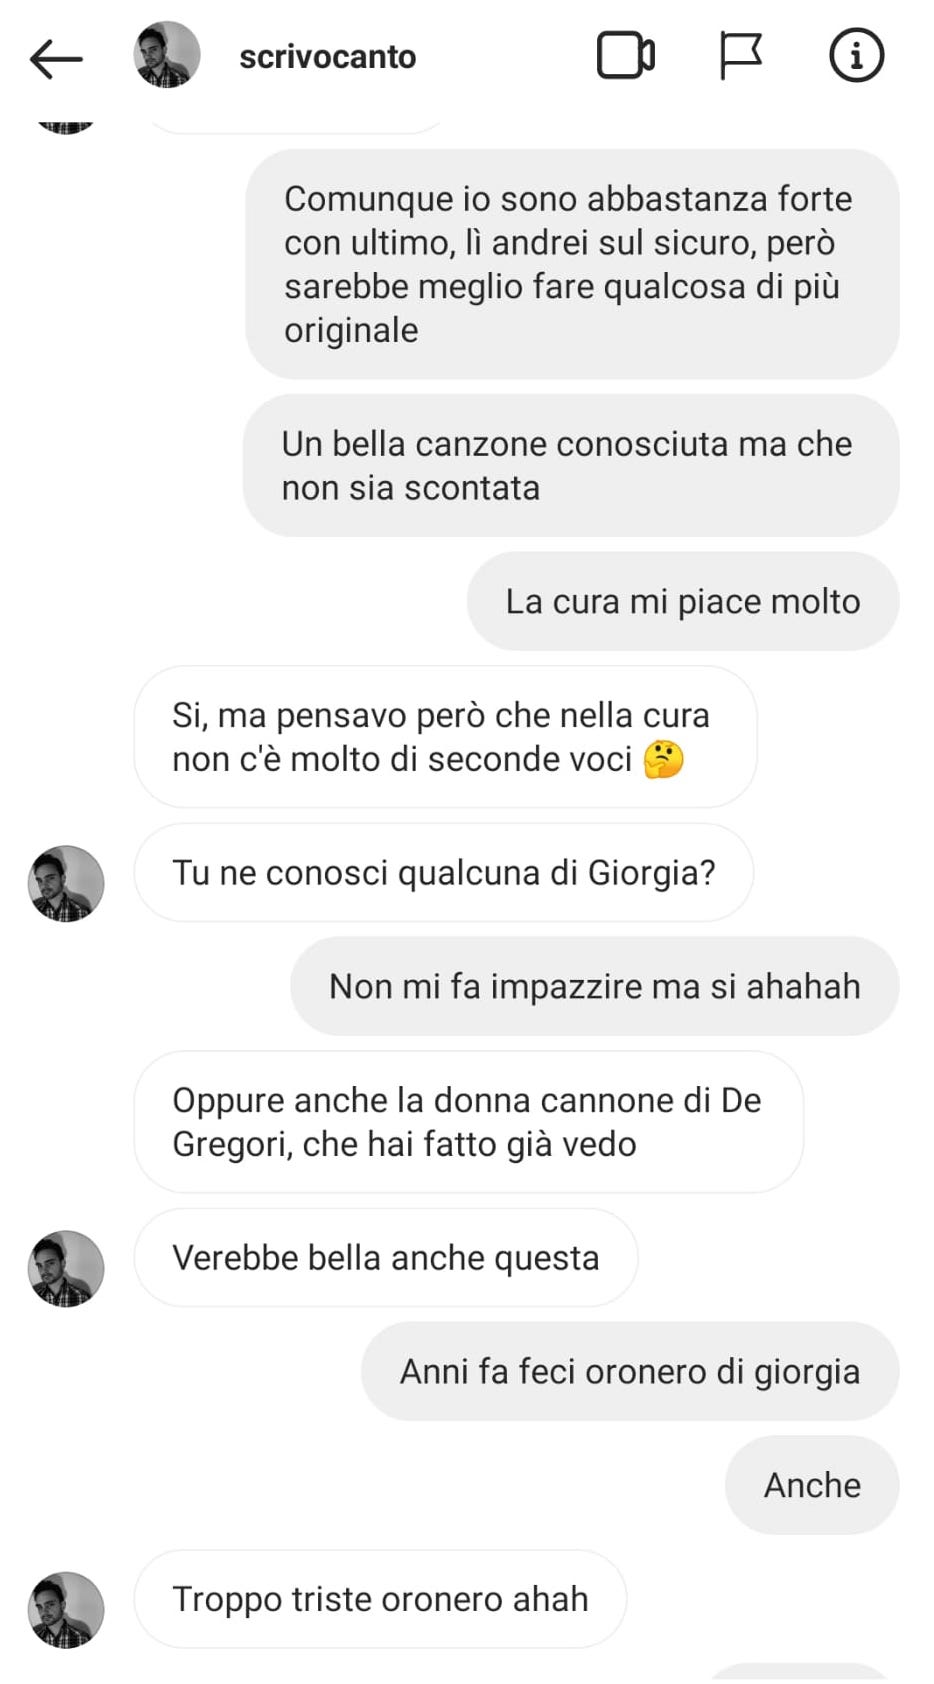 scrivocanto
Comunque io sono abbastanza forte
con ultimo, lì andrei sul sicuro, però
sarebbe meglio fare qualcosa di più
originale
Un bella canzone conosciuta ma che
non sia scontata
La cura mi piace molto
Si, ma pensavo però che nella cura
non c'è molto di seconde voci 🤔
Tu ne conosci qualcuna di Giorgia?
Non mi fa impazzire ma si ahahah
Oppure anche la donna cannone di De
Gregori, che hai fatto già vedo
Verebbe bella anche questa
Anni fa feci oronero di giorgia
Anche
Troppo triste oronero ahah